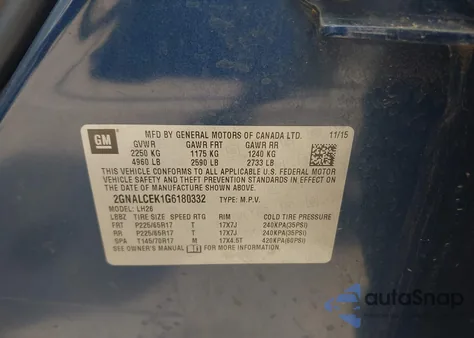 GM
MFD BY GENERAL MOTORS OF CANADA LTD. 11/15
GVWR GAWR FRT GAWR RR
2250 KG 1175 KG 1240 KG
4960 LB 2590 LB 2733 LB
THIS VEHICLE CONFORMS TO ALL APPLICABLE U.S. FEDERAL
MOTOR VEHICLE SAFETY AND THEFT PREVENTION STANDARDS
IN EFFECT ON THE DATE OF MANUFACTURE SHOWN ABOVE.
2GNALCEK1G6180332 TYPE: M.P.V.
MODEL: LH26
LBBZ TIRE SIZE SPEED RTG RIM COLD TIRE PRESSURE
FRT P225/65R17 T 17X7J 240KPA(35PSI)
RR P225/65R17 T 17X7J 240KPA(35PSI)
SPA T145/70R17 M 17X4.5T 420KPA(60PSI)
SEE OWNER'S MANUAL FOR ADDITIONAL INFORMATION.
autoSnap